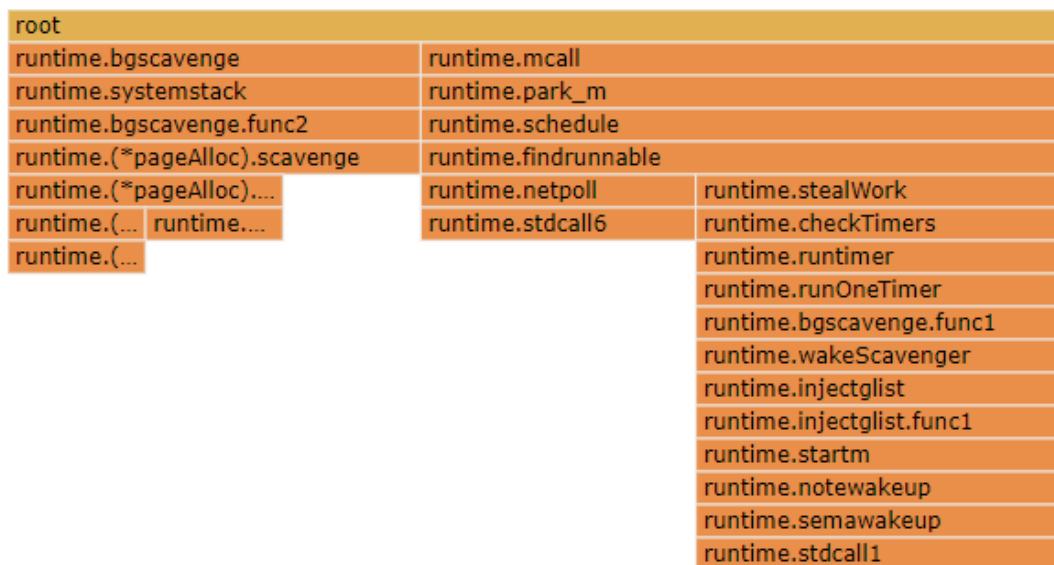 root
runtime.bgscavenge runtime.mcall
runtime.systemstack runtime.park_m
runtime.bgscavenge.func2 runtime.schedule
runtime.(*pageAlloc).scavenge runtime.findrunnable
runtime.(*pageAlloc).... runtime.netpoll runtime.stealWork
runtime.(... runtime.... runtime.stdcall6 runtime.checkTimers
runtime.(... runtime.runtimer
runtime.runOneTimer
runtime.bgscavenge.func1
runtime.wakeScavenger
runtime.injectglist
runtime.injectglist.func1
runtime.startm
runtime.notewakeup
runtime.semawakeup
runtime.stdcall1